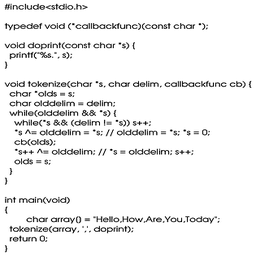 #include<stdio.h>
typedef void (*callbackfunc)(const char *);
void doprint(const char *s) {
printf("%s.", s);
}
void tokenize(char *s, char delim, callbackfunc cb) {
char *olds = s;
char olddelim = delim;
while(olddelim && *s) {
while(*s && (delim != *s)) s++;
*s ^= olddelim = *s; // olddelim = *s; *s = 0;
cb(olds);
*s++ ^= olddelim; // *s = olddelim; s++;
olds = s;
}
}
int main(void)
{
char array[] = "Hello,How,Are,You,Today";
tokenize(array, ',', doprint);
return 0;
}